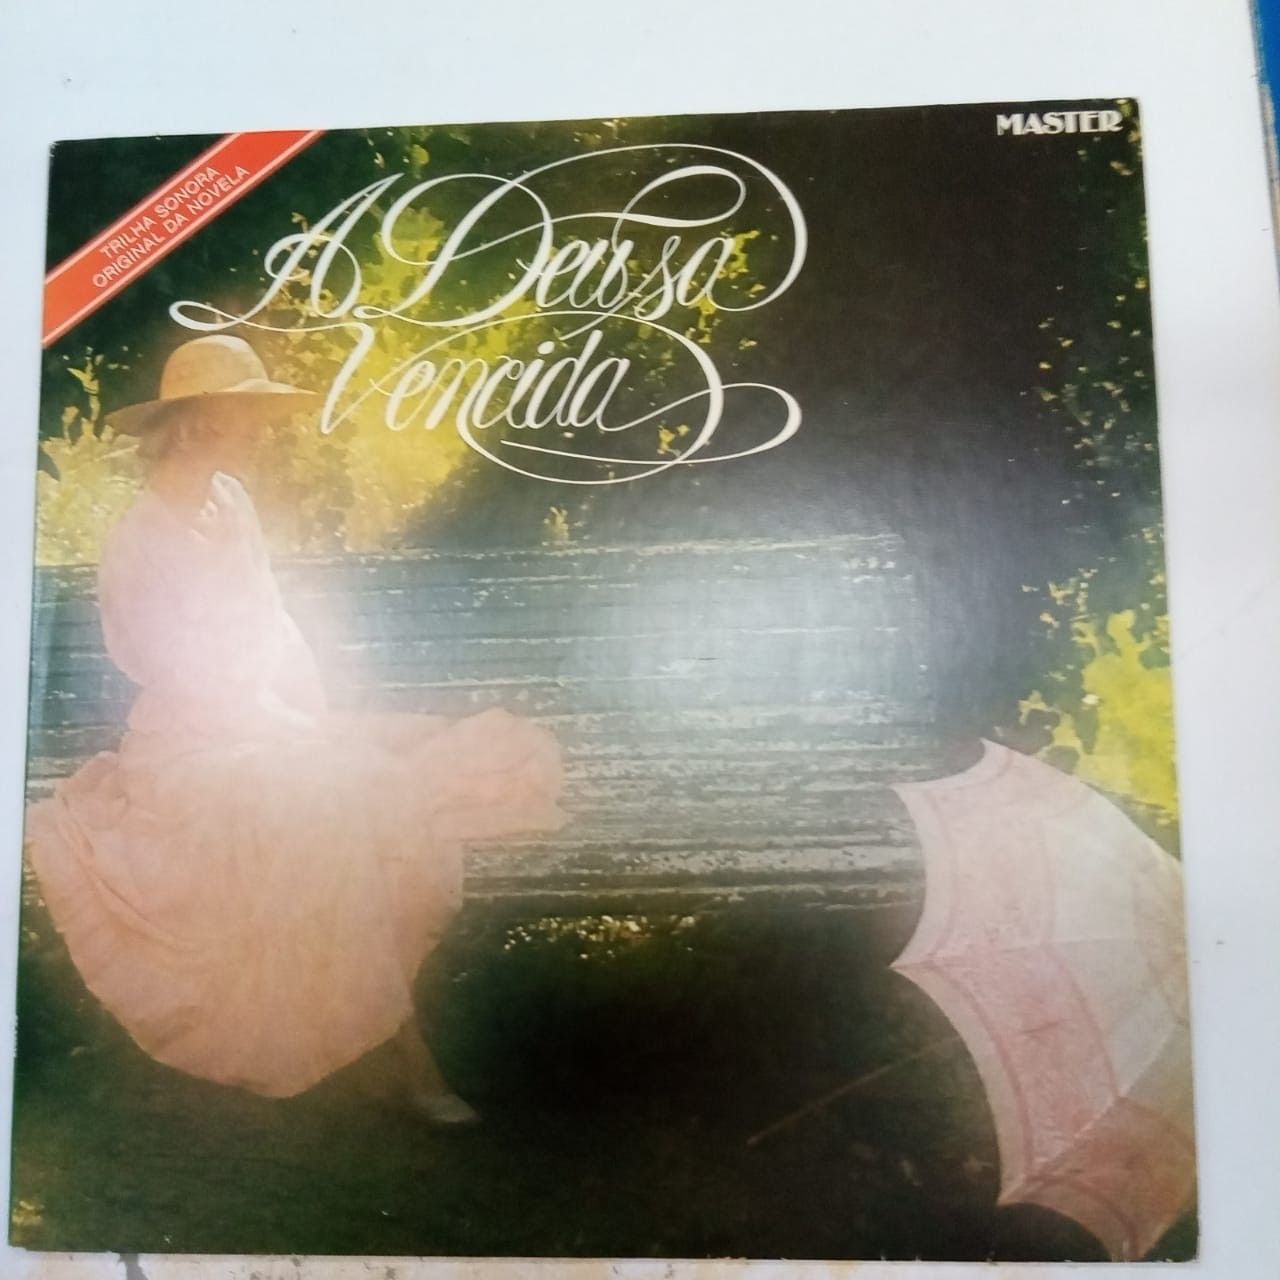 MASTER
TRILHA SONORA
ORIGINAL DA NOVELA
A Deusa
Vencida